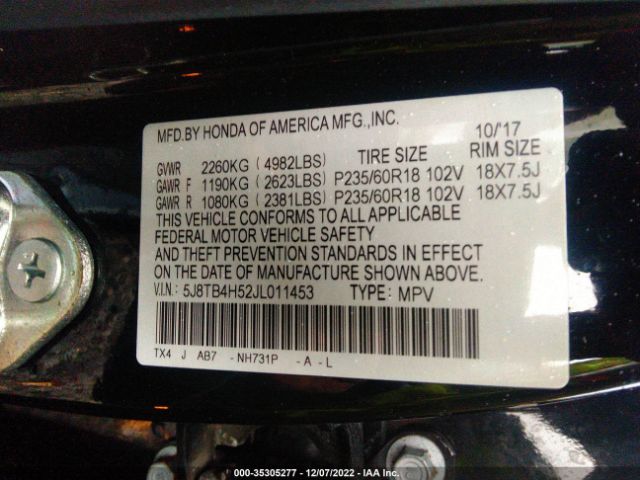 MFD.BY HONDA OF AMERICA MFG.,INC. 10/'17
GVWR 2260KG (4982LBS) TIRE SIZE RIM SIZE
GAWR F 1190KG (2623LBS) P235/60R18 102V 18X7.5J
GAWR R 1080KG (2381LBS) P235/60R18 102V 18X7.5J
THIS VEHICLE CONFORMS TO ALL APPLICABLE
FEDERAL MOTOR VEHICLE SAFETY
AND THEFT PREVENTION STANDARDS IN EFFECT
ON THE DATE OF MANUFACTURE SHOWN ABOVE.
V.I.N.: 5J8TB4H52JL011453 TYPE: MPV
TX4 J AB7 -NH731P -A-L
000-35305277 - 12/07/2022 - IAA Inc.